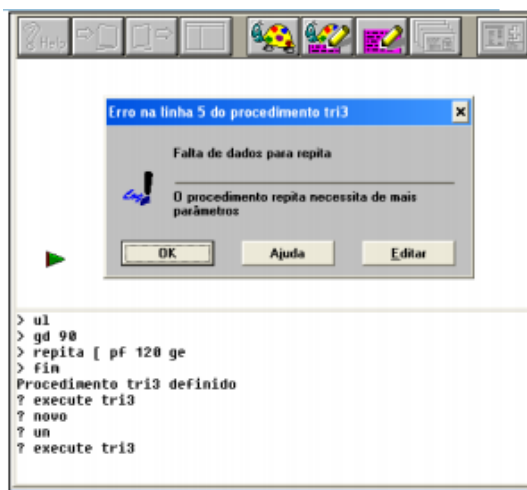 Help
Erro na linha 5 do procedimento tri3
Falta de dados para repita
O procedimento repita necessita de mais
parâmetros
OK Ajuda Editar
> ul
> gd 90
> repita [ pf 120 ge
> fim
Procedimento tri3 definido
? execute tri3
? novo
? un
? execute tri3